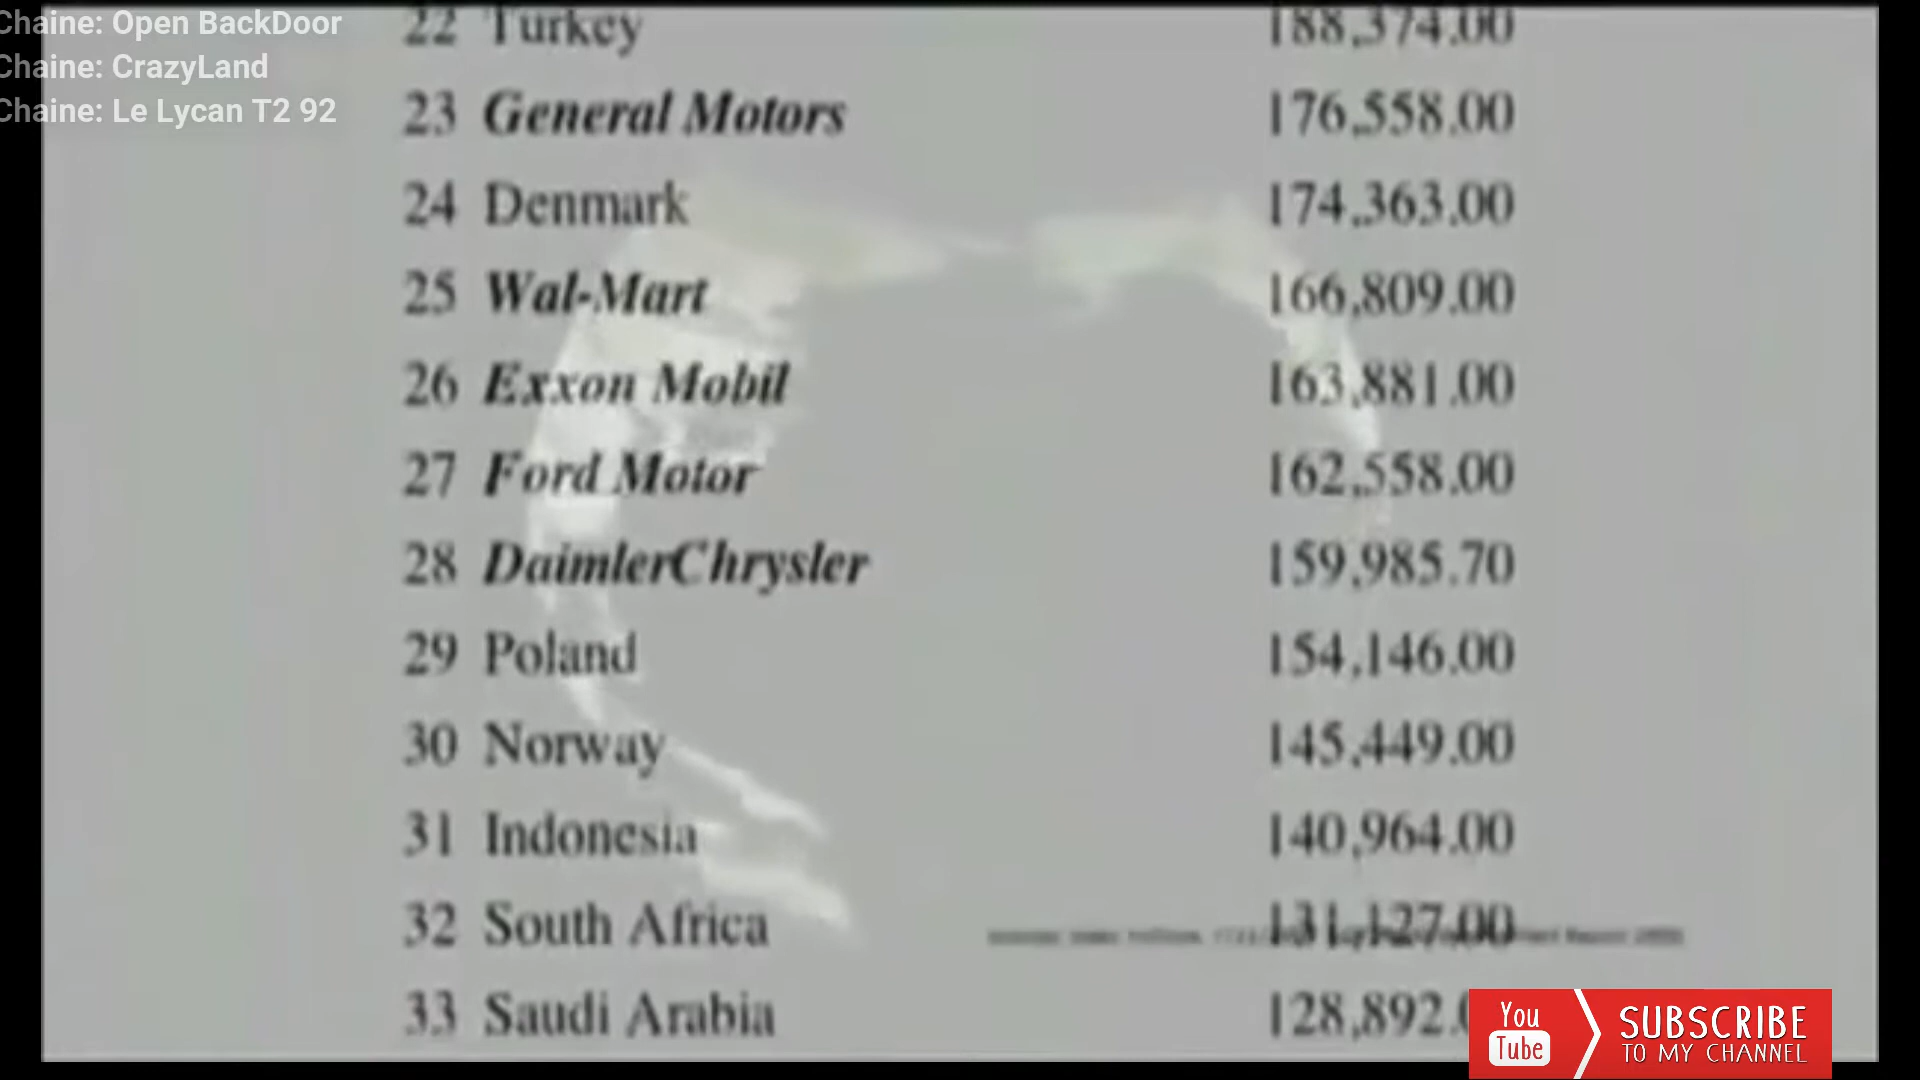 Chaine: Open BackDoor
Chaine: CrazyLand
Chaine: Le Lycan T2 92
22 Turkey 188,374.00
23 General Motors 176,558.00
24 Denmark 174,363.00
25 Wal-Mart 166,809.00
26 Exxon Mobil 163,881.00
27 Ford Motor 162,558.00
28 DaimlerChrysler 159,985.70
29 Poland 154,146.00
30 Norway 145,449.00
31 Indonesia 140,964.00
32 South Africa 131,127.00
33 Saudi Arabia 128,892.
You Tube
SUBSCRIBE
TO MY CHANNEL